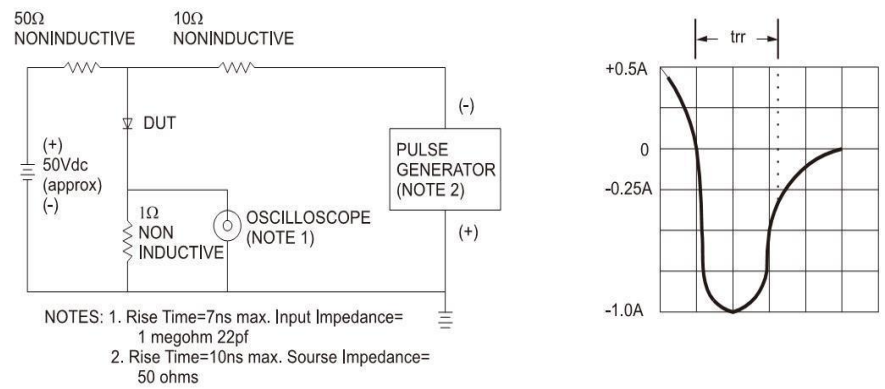 50Ω
NONINDUCTIVE
10Ω
NONINDUCTIVE
DUT
(+)
50Vdc
(approx)
(-)
1Ω
NON
INDUCTIVE
OSCILLOSCOPE
(NOTE 1)
(-)
PULSE
GENERATOR
(NOTE 2)
(+)
NOTES: 1. Rise Time=7ns max. Input Impedance=
1 megohm 22pf
2. Rise Time=10ns max. Sourse Impedance=
50 ohms
trr
+0.5A
0
-0.25A
-1.0A